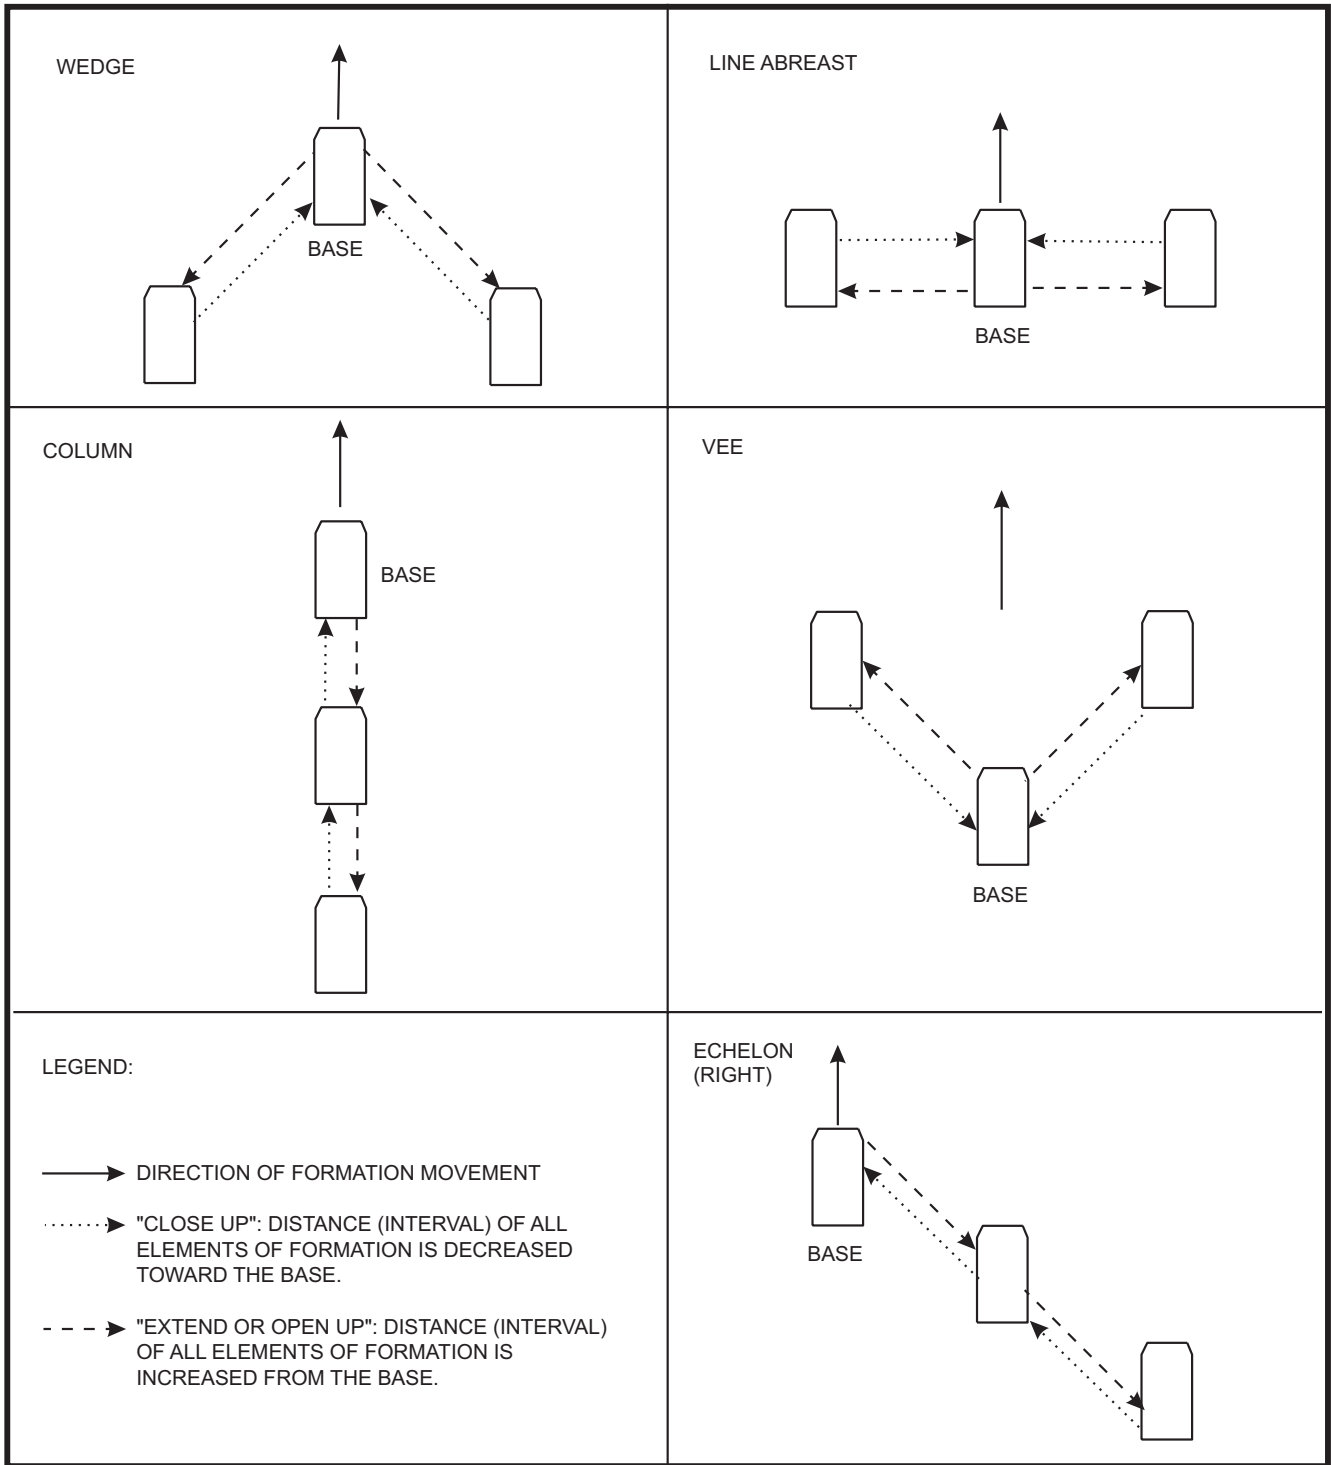 WEDGE
BASE
LINE ABREAST
BASE
COLUMN
BASE
VEE
BASE
LEGEND:
DIRECTION OF FORMATION MOVEMENT
"CLOSE UP": DISTANCE (INTERVAL) OF ALL
ELEMENTS OF FORMATION IS DECREASED
TOWARD THE BASE.
"EXTEND OR OPEN UP": DISTANCE (INTERVAL)
OF ALL ELEMENTS OF FORMATION IS
INCREASED FROM THE BASE.
ECHELON
(RIGHT)
BASE